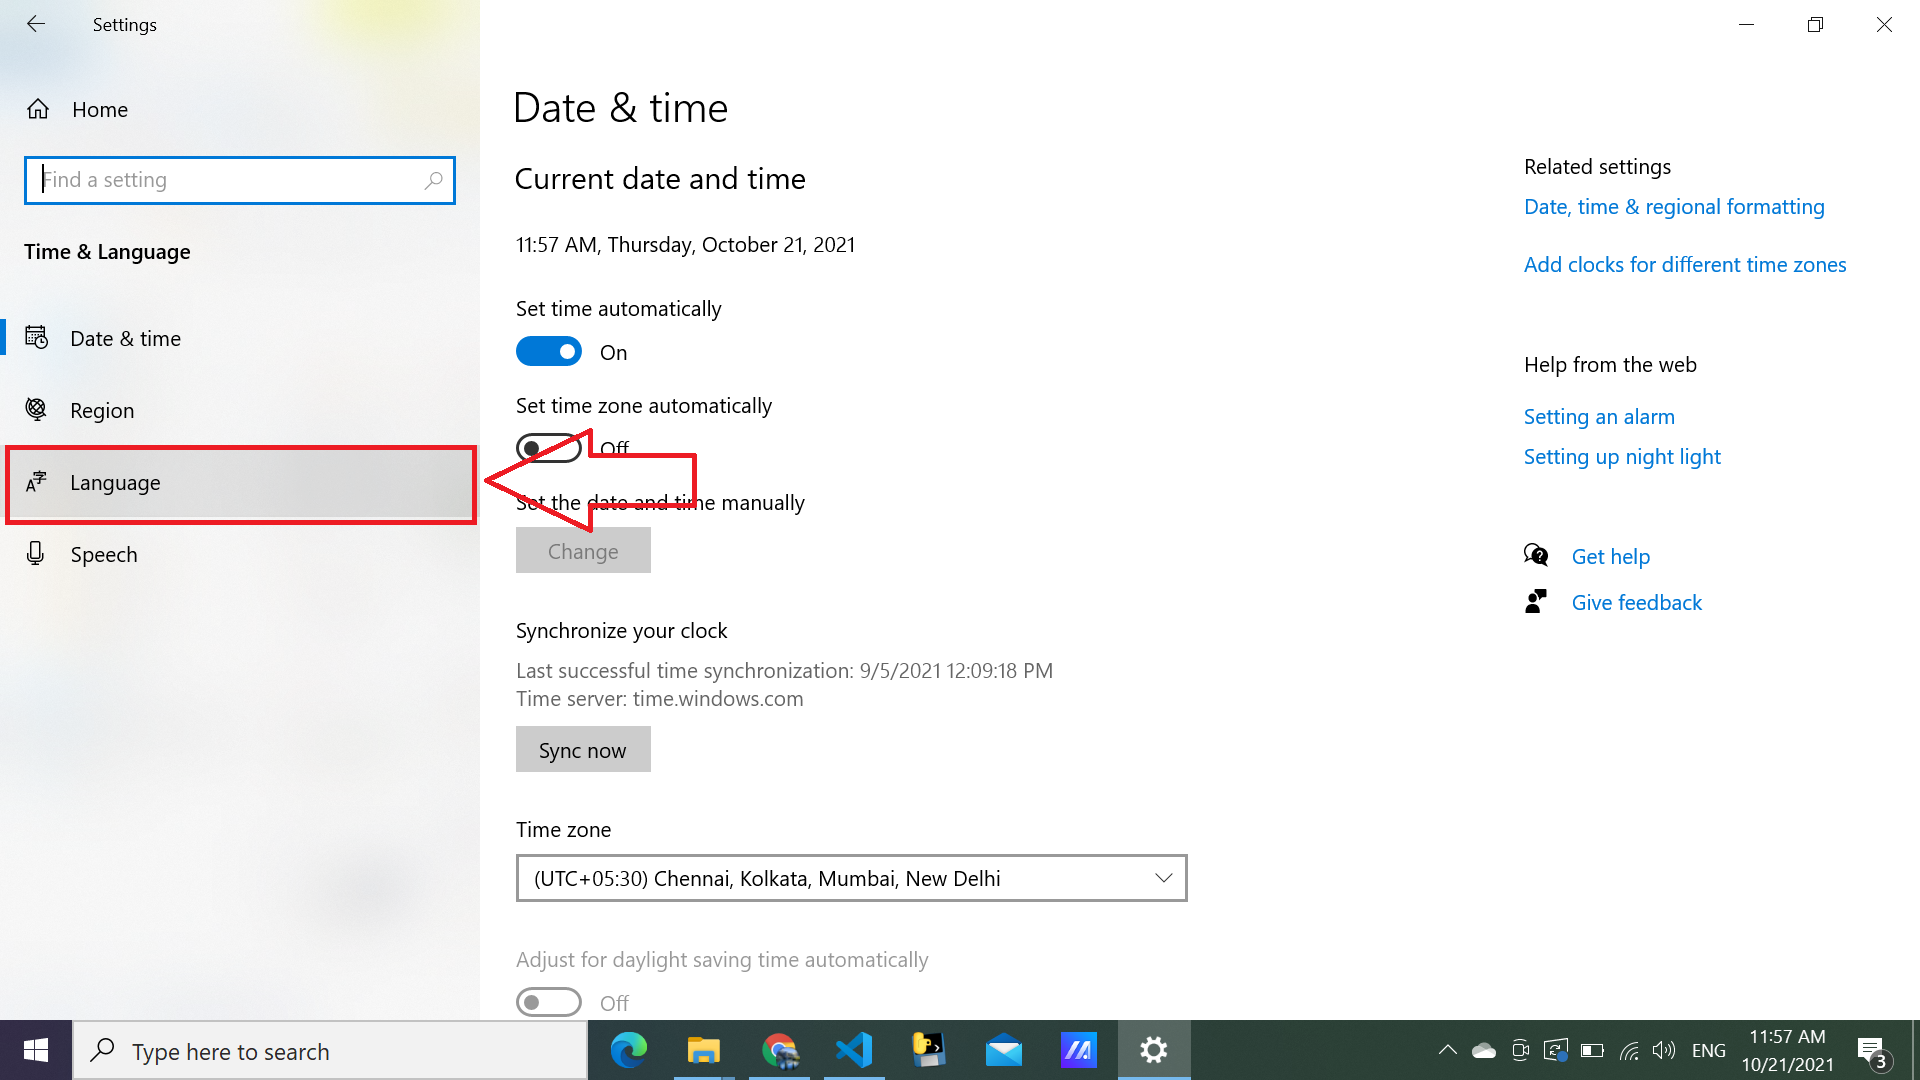 Settings
Home
Find a setting
Time & Language
Date & time
Region
Language
Speech
Date & time
Current date and time
11:57 AM, Thursday, October 21, 2021
Set time automatically
On
Set time zone automatically
Off
Set the date and time manually
Change
Synchronize your clock
Last successful time synchronization: 9/5/2021 12:09:18 PM
Time server: time.windows.com
Sync now
Time zone
(UTC+05:30) Chennai, Kolkata, Mumbai, New Delhi
Adjust for daylight saving time automatically
Off
Related settings
Date, time & regional formatting
Add clocks for different time zones
Help from the web
Setting an alarm
Setting up night light
Get help
Give feedback
Type here to search
ENG
11:57 AM
10/21/2021
3